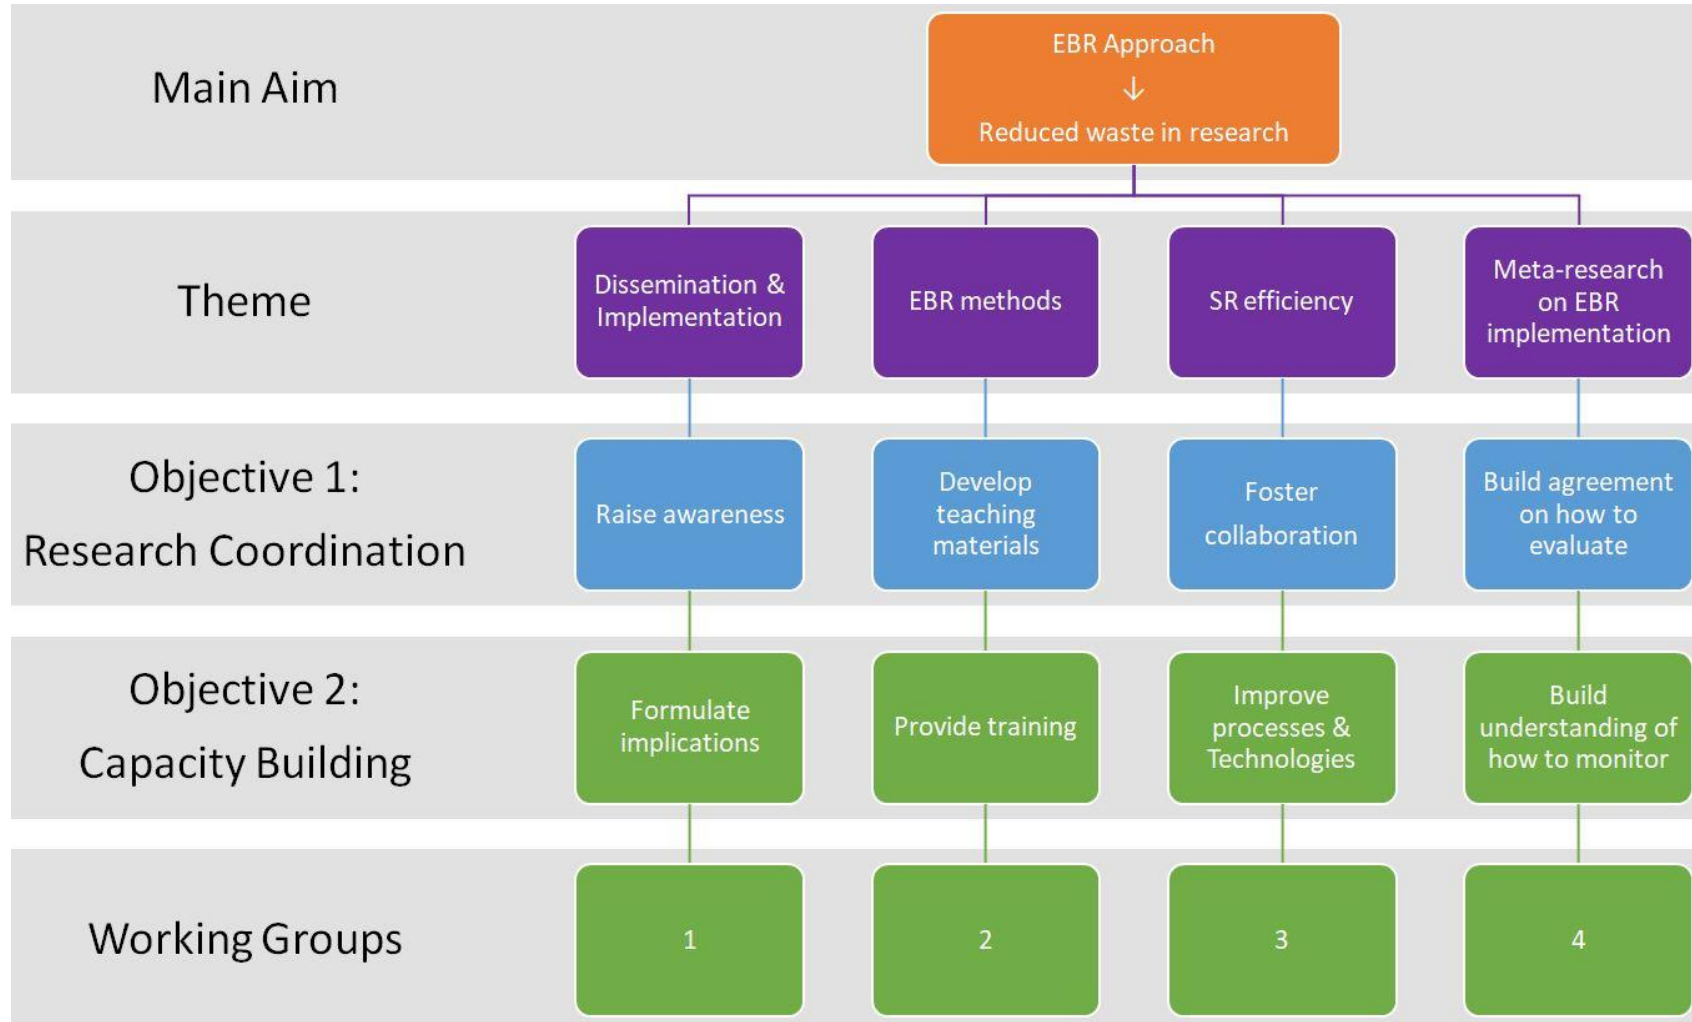 Main Aim
EBR Approach
↓
Reduced waste in research
Theme
Dissemination &
Implementation
EBR methods
SR efficiency
Meta-research
on EBR
implementation
Objective 1:
Research Coordination
Raise awareness
Develop
teaching
materials
Foster
collaboration
Build agreement
on how to
evaluate
Objective 2:
Capacity Building
Formulate
implications
Provide training
Improve
processes &
Technologies
Build
understanding of
how to monitor
Working Groups
1
2
3
4